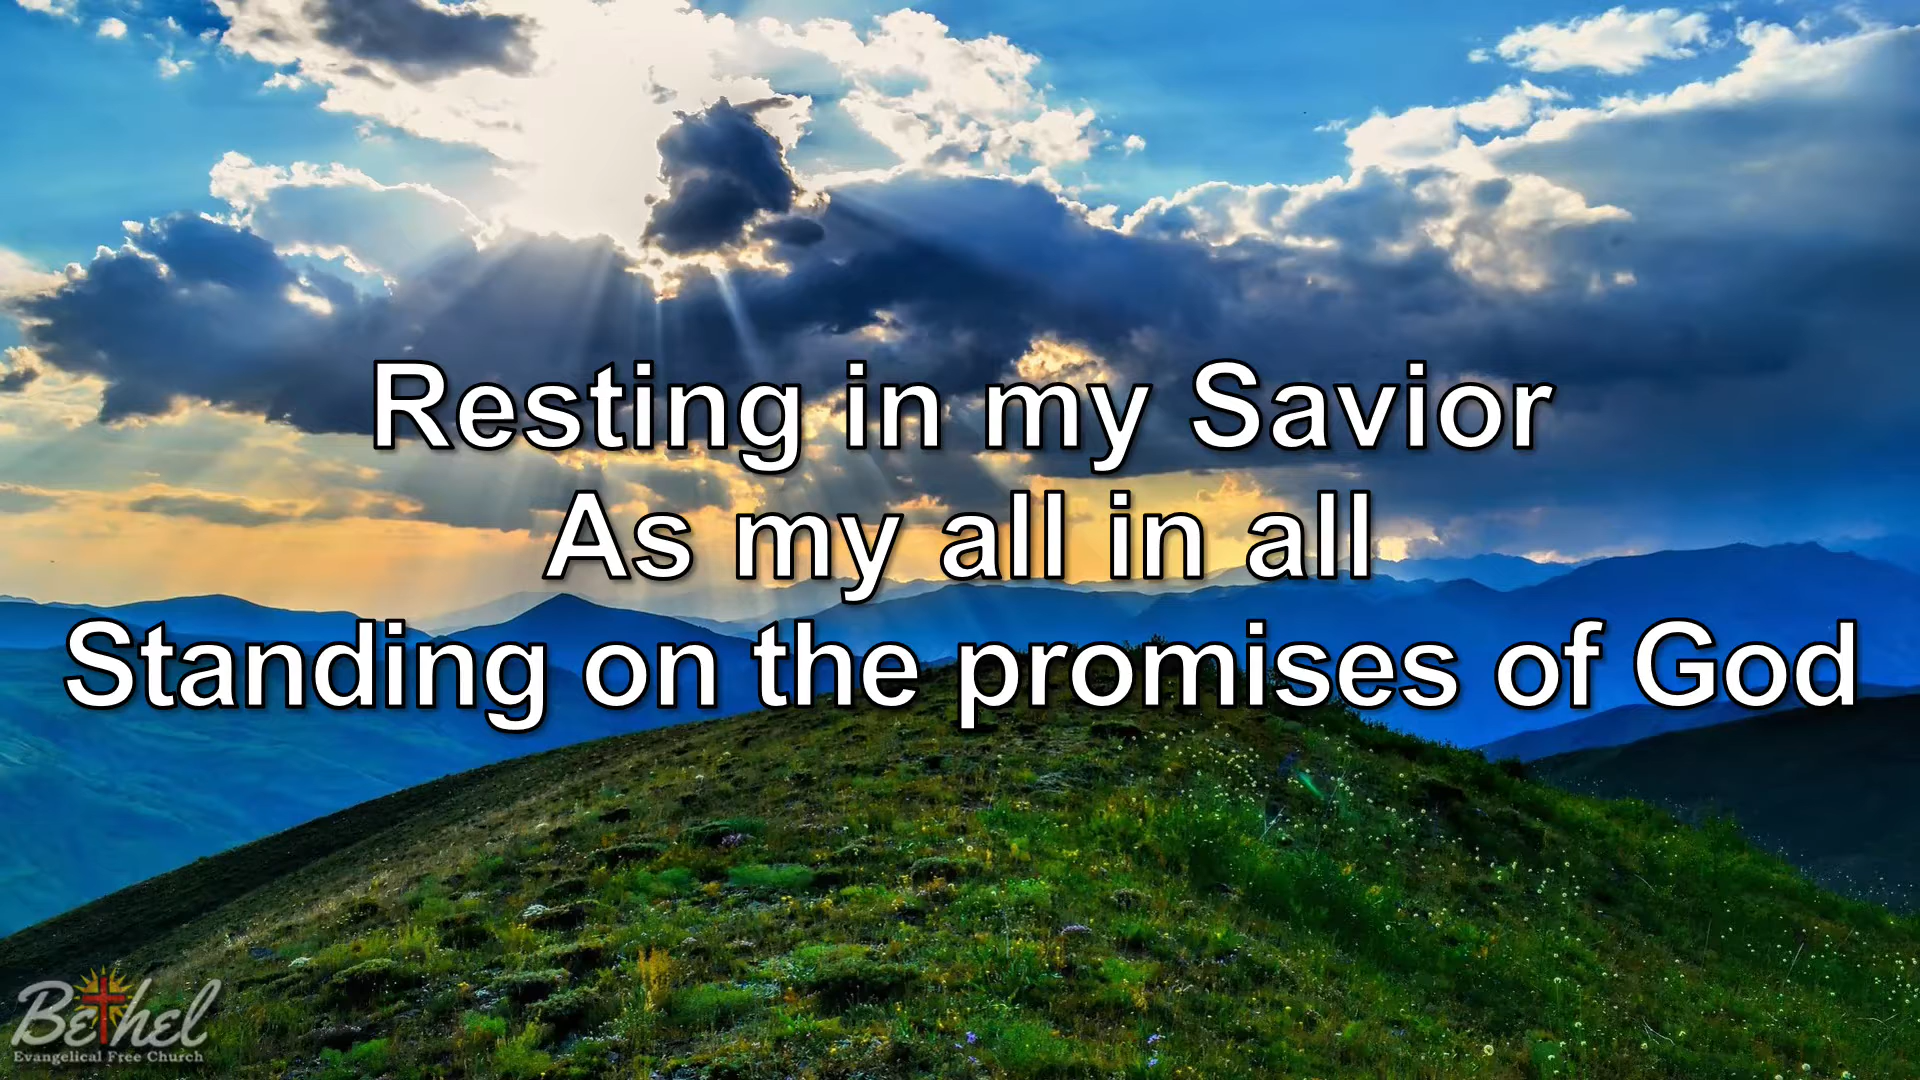 Resting in my Savior
As my all in all
Standing on the promises of God
Bethel
Evangelical Free Church